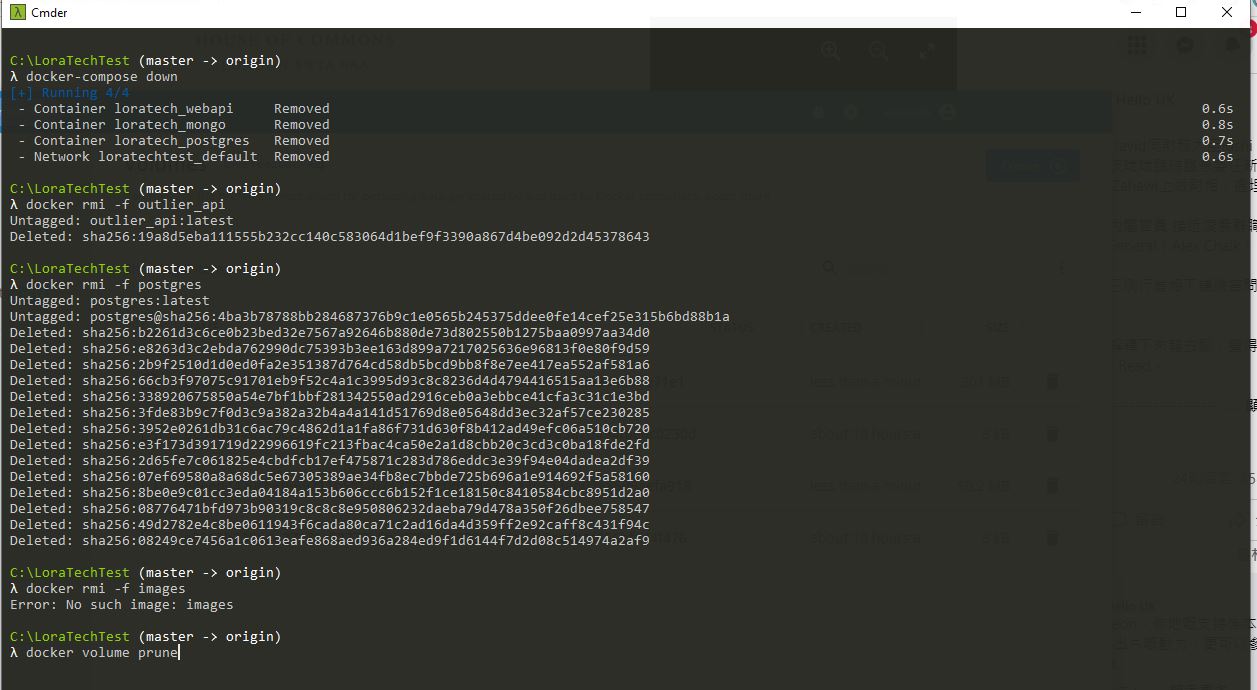 Cmder
C:\LoraTechTest (master -> origin)
λ docker-compose down
[+] Running 4/4
- Container loratech_webapi Removed 0.6s
- Container loratech_mongo Removed 0.8s
- Container loratech_postgres Removed 0.7s
- Network loratechtest_default Removed 0.6s
C:\LoraTechTest (master -> origin)
λ docker rmi -f outlier_api
Untagged: outlier_api:latest
Deleted: sha256:19a8d5eba111555b232cc140c583064d1bef9f3390a867d4be092d2d45378643
C:\LoraTechTest (master -> origin)
λ docker rmi -f postgres
Untagged: postgres:latest
Untagged: postgres@sha256:4ba3b78788bb284687376b9c1e0565b245375ddee0fe14cef25e315b6bd88b1a
Deleted: sha256:b2261d3c6ce0b23bed32e7567a92646b880de73d802550b1275baa0997aa34d0
Deleted: sha256:e8263d3c2ebda762990dc75393b3ee163d899a7217025636e96813f0e80f9d59
Deleted: sha256:2b9f2510d1d0ed0fa2e351387d764cd58db5bcd9bb8f8e7ee417ea552af581a6
Deleted: sha256:66cb3f97075c91701eb9f52c4a1c3995d93c8c8236d4d4794416515aa13e6b88
Deleted: sha256:338920675850a54e7bf1bbf281342550ad2916ceb0a3ebbce41cfa3c31c1e3bd
Deleted: sha256:3fde83b9c7f0d3c9a382a32b4a4a141d51769d8e05648dd3ec32af57ce230285
Deleted: sha256:3952e0261db31c6ac79c4862d1a1fa86f731d630f8b412ad49efc06a510cb720
Deleted: sha256:e3f173d391719d22996619fc213fbac4ca50e2a1d8cbb20c3cd3c0ba18fde2fd
Deleted: sha256:2d65fe7c061825e4cbdfcb17ef475871c283d786eddc3e39f94e04dadea2df39
Deleted: sha256:07ef69580a8a68dc5e67305389ae34fb8ec7bbde725b696a1e914692f5a58160
Deleted: sha256:8be0e9c01cc3eda04184a153b606ccc6b152f1ce18150c8410584cbc8951d2a0
Deleted: sha256:08776471bfd973b90319c8c8c8e950806232daeba79d478a350f26dbee758547
Deleted: sha256:49d2782e4c8be0611943f6cada80ca71c2ad16da4d359ff2e92caff8c431f94c
Deleted: sha256:08249ce7456a1c0613eafe868aed936a284ed9f1d6144f7d2d08c514974a2af9
C:\LoraTechTest (master -> origin)
λ docker rmi -f images
Error: No such image: images
C:\LoraTechTest (master -> origin)
λ docker volume prune